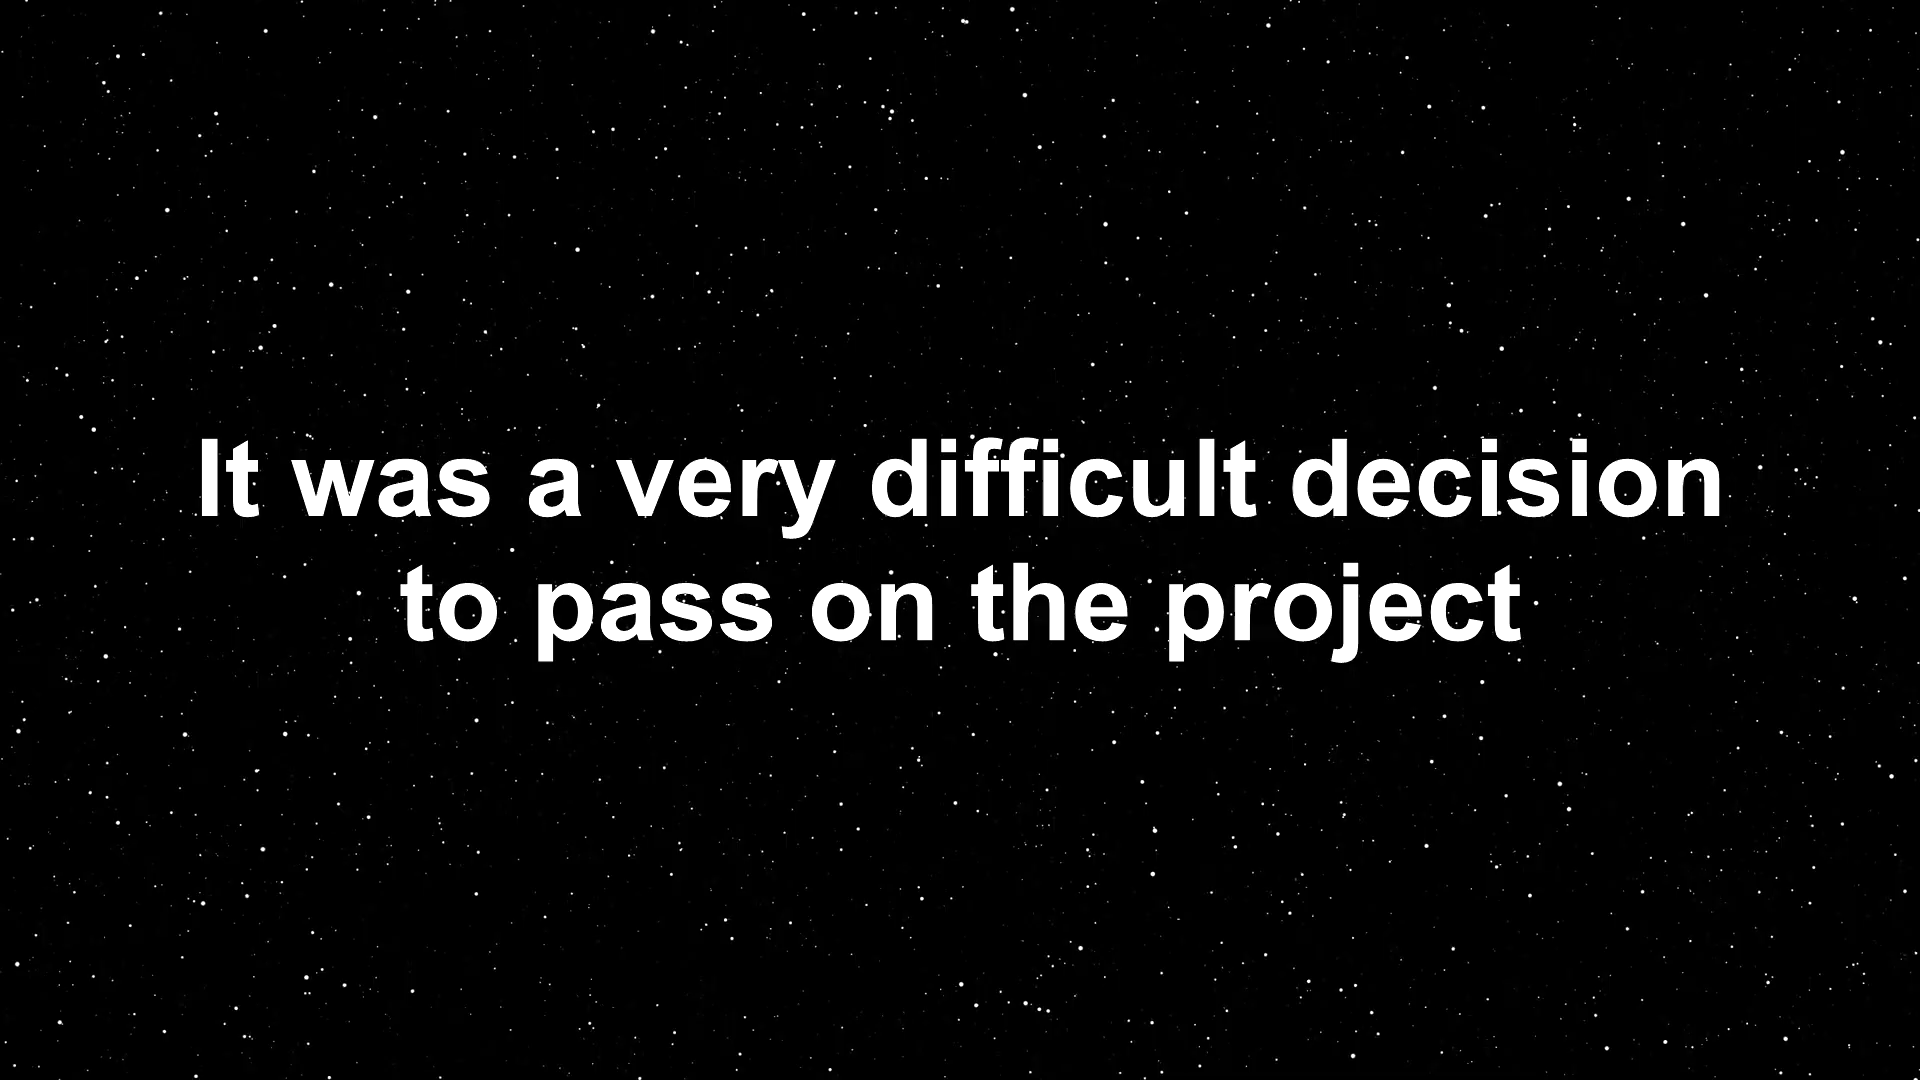 It was a very difficult decision
to pass on the project